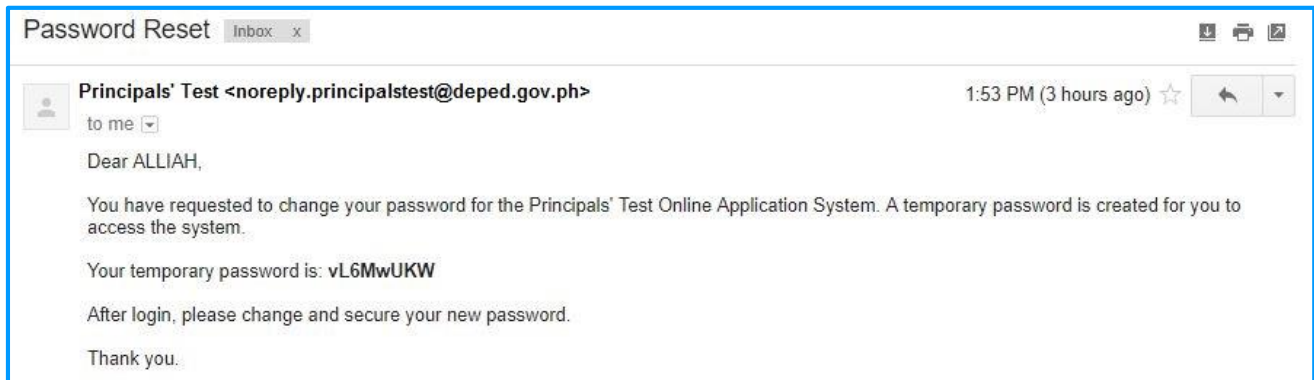 Password Reset Inbox x
Principals' Test <noreply.principalstest@deped.gov.ph> 1:53 PM (3 hours ago)
to me
Dear ALLIAH,
You have requested to change your password for the Principals' Test Online Application System. A temporary password is created for you to
access the system.
Your temporary password is: vL6MwUKW
After login, please change and secure your new password.
Thank you.